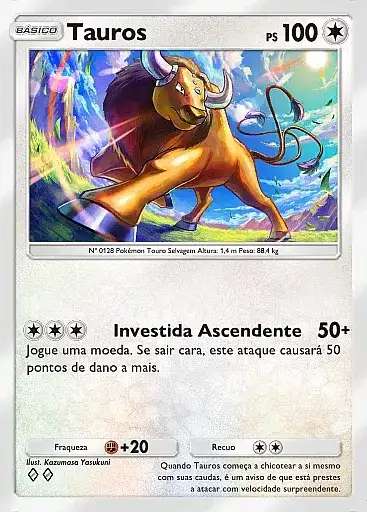 BÁSICO Tauros PS 100
Nº 0128 Pokémon Touro Selvagem Altura: 1,4 m Peso: 88,4 kg
Investida Ascendente 50+
Jogue uma moeda. Se sair cara, este ataque causará 50
pontos de dano a mais.
Fraqueza +20 Recuo
Ilust. Kazumasa Yasukuni
Quando Tauros começa a chicotear a si mesmo
com suas caudas, é um aviso de que está prestes
a atacar com velocidade surpreendente.